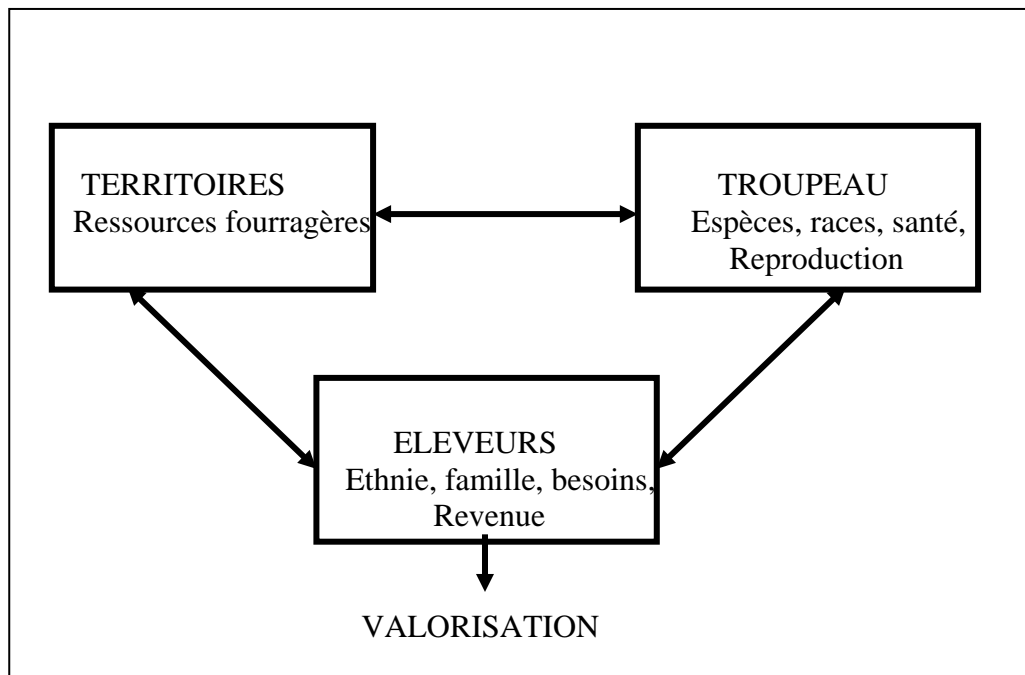 TERRITOIRES
Ressources fourragères
TROUPEAU
Espèces, races, santé,
Reproduction
ELEVEURS
Ethnie, famille, besoins,
Revenue
VALORISATION